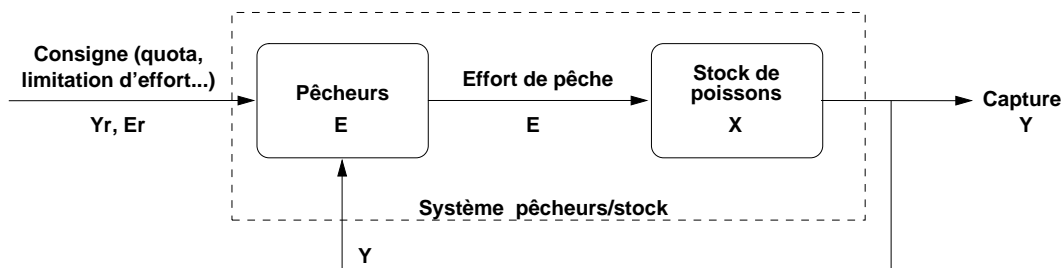 Consigne (quota,
limitation d'effort...)
Yr, Er
Pêcheurs
E
Effort de pêche
E
Stock de
poissons
X
Capture
Y
Système pêcheurs/stock
Y